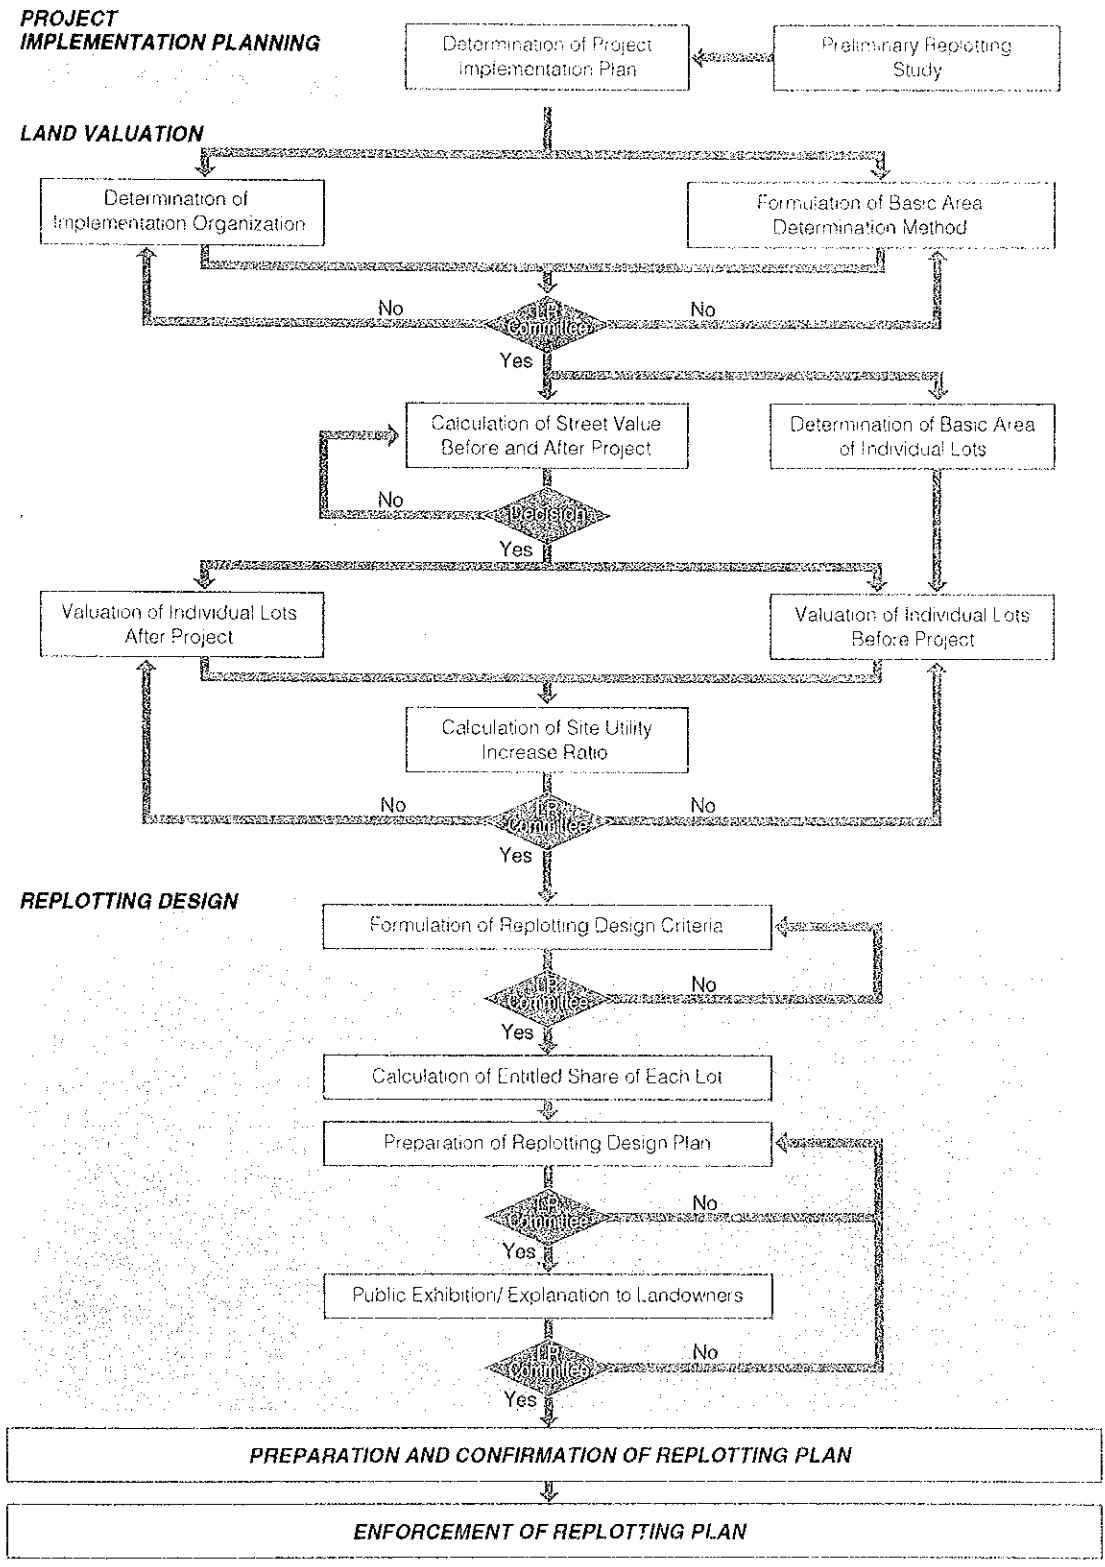 PROJECT
IMPLEMENTATION PLANNING
Determination of Project
Implementation Plan
Preliminary Replotting
Study
LAND VALUATION
Determination of
Implementation Organization
Formulation of Basic Area
Determination Method
No
LR
Committee
No
Yes
Calculation of Street Value
Before and After Project
Determination of Basic Area
of Individual Lots
No
Decision
Yes
Valuation of Individual Lots
After Project
Valuation of Individual Lots
Before Project
Calculation of Site Utility
Increase Ratio
No
LR
Committee
No
Yes
REPLOTTING DESIGN
Formulation of Replotting Design Criteria
LR
Committee
No
Yes
Calculation of Entitled Share of Each Lot
Preparation of Replotting Design Plan
LR
Committee
No
Yes
Public Exhibition/ Explanation to Landowners
LR
Committee
No
Yes
PREPARATION AND CONFIRMATION OF REPLOTTING PLAN
ENFORCEMENT OF REPLOTTING PLAN